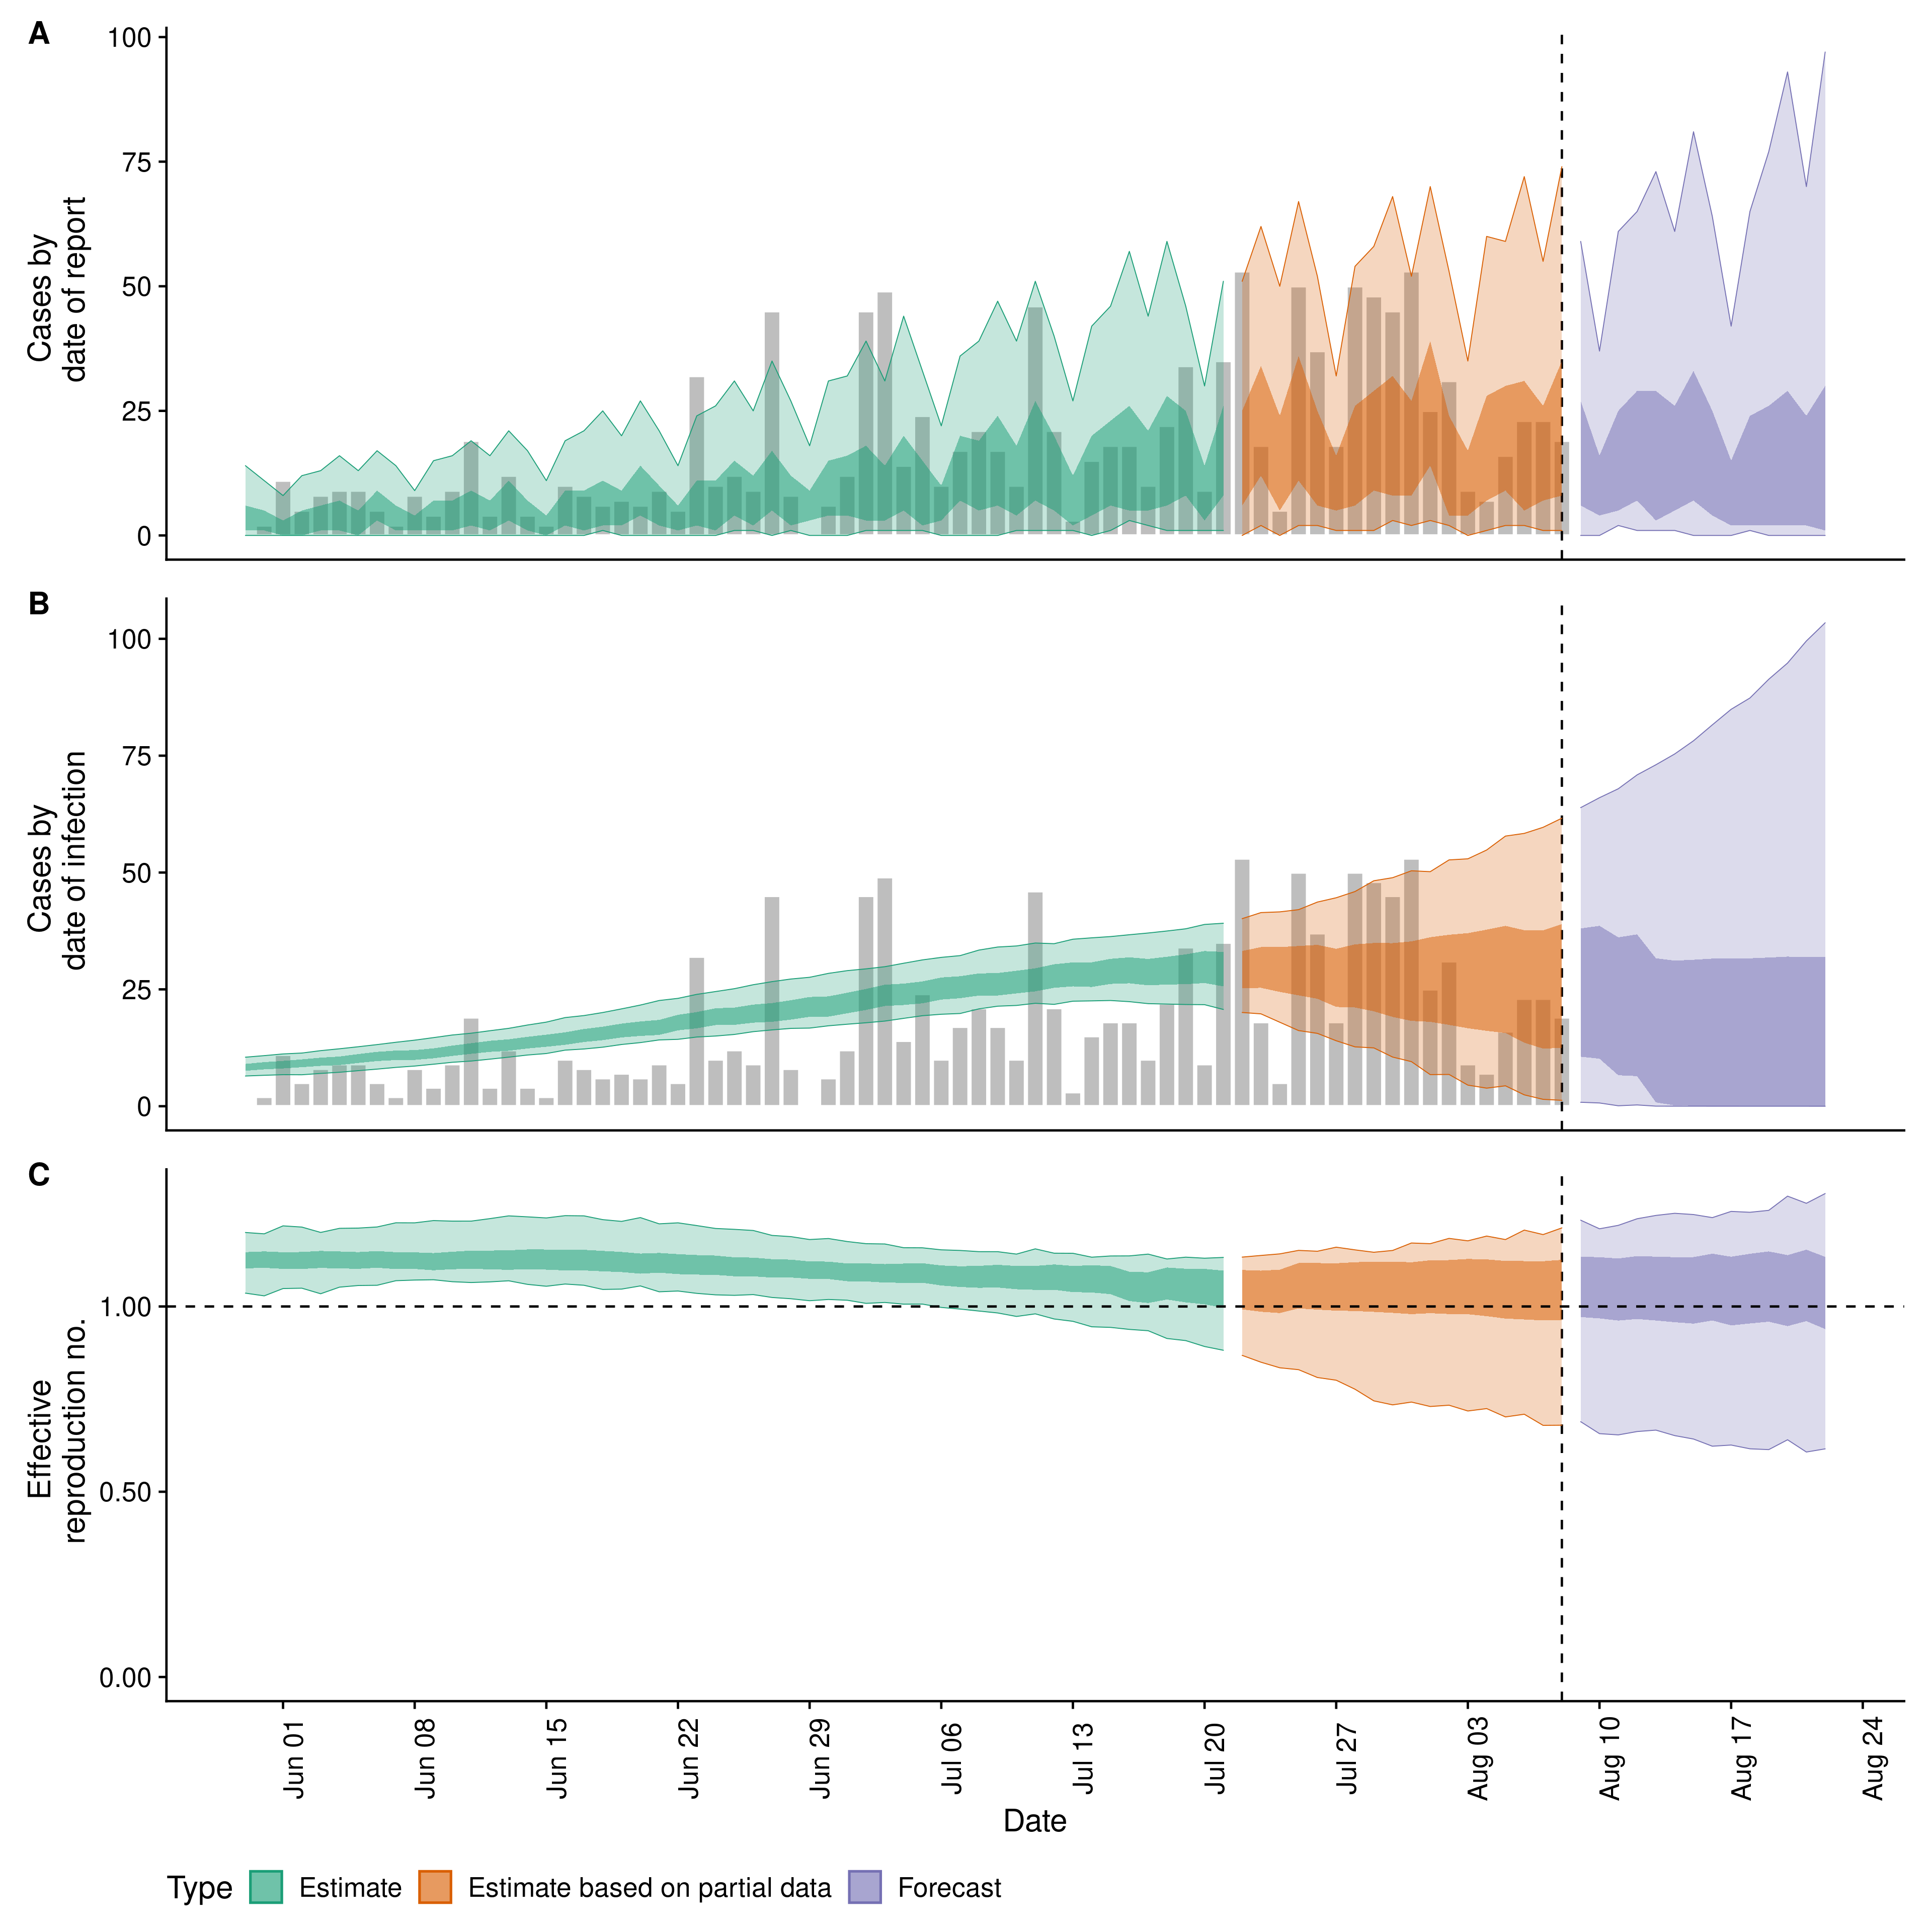 A
100
75
50
25
0
Cases by
date of report
B
100
75
50
25
0
Cases by
date of infection
C
1.00
0.50
0.00
Effective
reproduction no.
Jun 01
Jun 08
Jun 15
Jun 22
Jun 29
Jul 06
Jul 13
Jul 20
Jul 27
Aug 03
Aug 10
Aug 17
Aug 24
Date
Type Estimate Estimate based on partial data Forecast